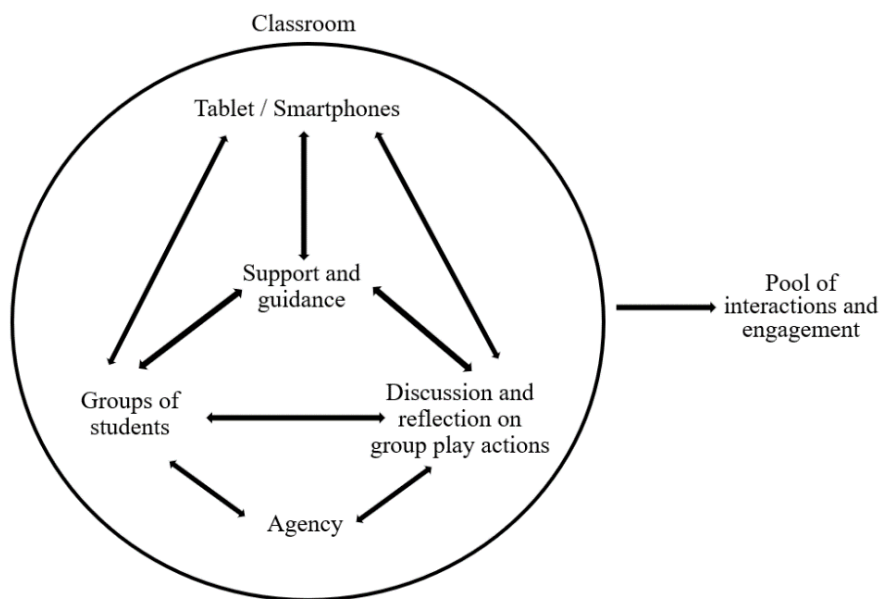 Classroom
Tablet / Smartphones
Support and
guidance
Pool of
interactions and
engagement
Groups of
students
Discussion and
reflection on
group play actions
Agency